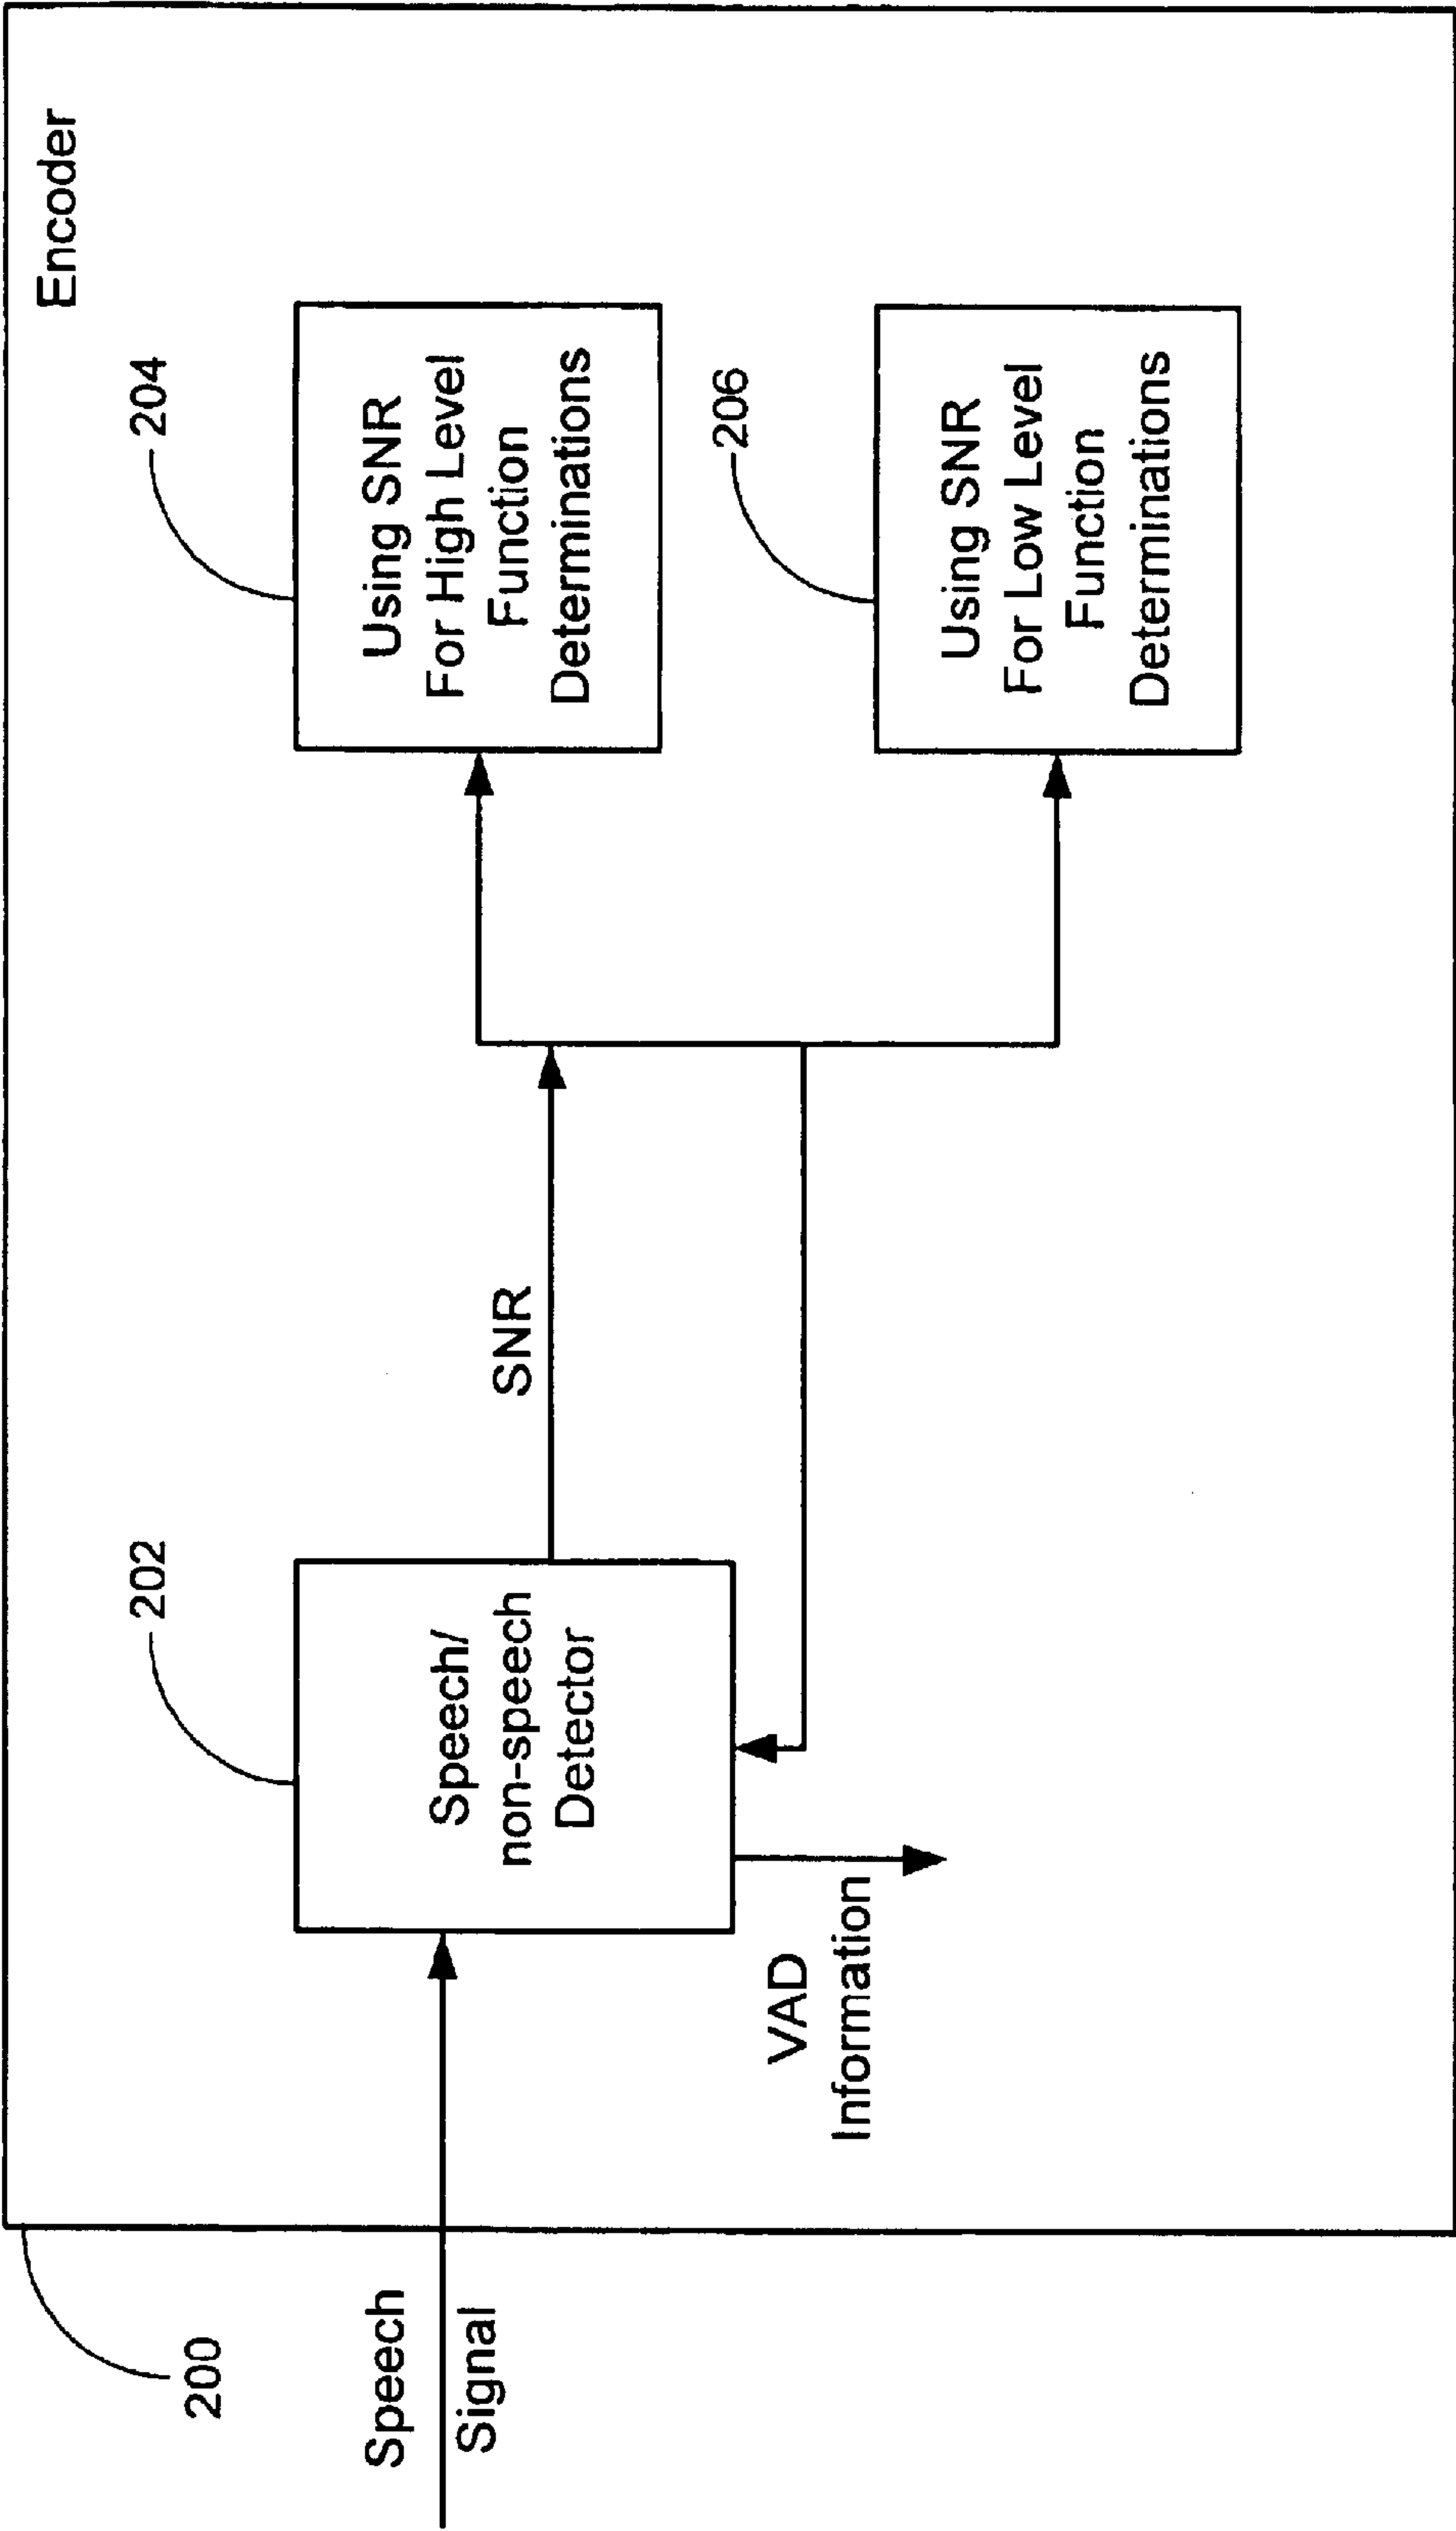 Encoder
204
Using SNR
For High Level
Function
Determinations
206
Using SNR
For Low Level
Function
Determinations
SNR
202
Speech/
non-speech
Detector
VAD
Information
200
Speech
Signal